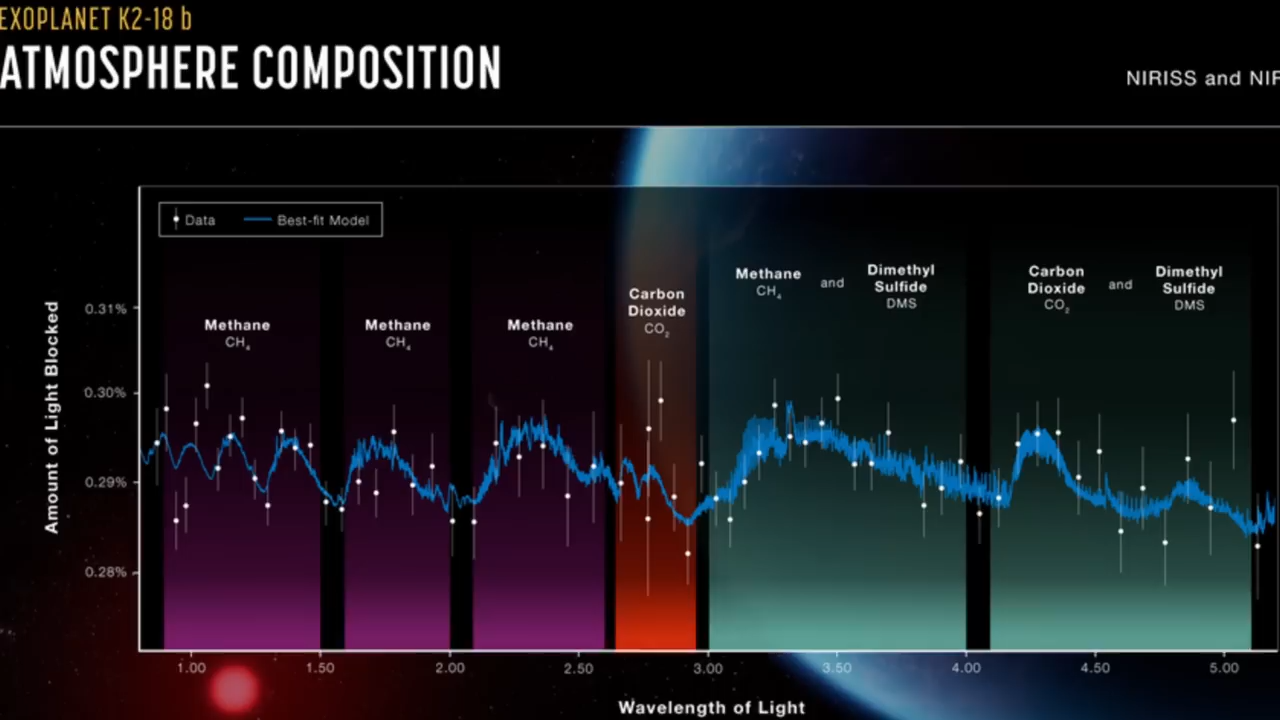 EXOPLANET K2-18 b
ATMOSPHERE COMPOSITION
NIRISS and NIR
Data
Best-fit Model
Methane
CH₄
Methane
CH₄
Methane
CH₄
Carbon
Dioxide
CO₂
Methane
CH₄
and
Dimethyl
Sulfide
DMS
Carbon
Dioxide
CO₂
and
Dimethyl
Sulfide
DMS
Amount of Light Blocked
0.31%
0.30%
0.29%
0.28%
1.00 1.50 2.00 2.50 3.00 3.50 4.00 4.50 5.00
Wavelength of Light